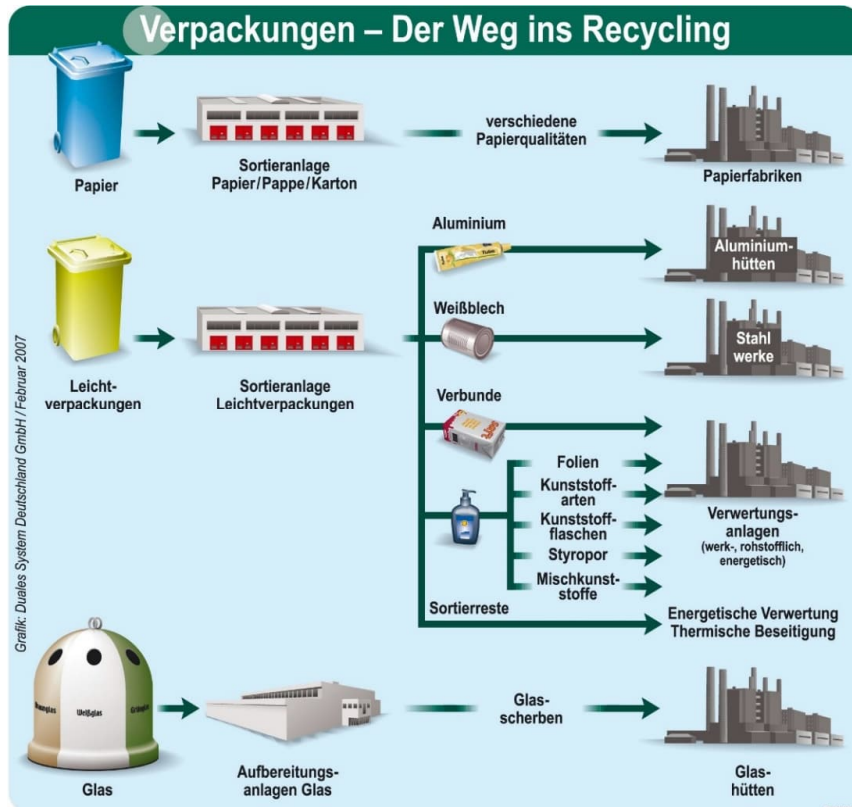 Verpackungen – Der Weg ins Recycling
Papier
Sortieranlage
Papier/Pappe/Karton
verschiedene
Papierqualitäten
Papierfabriken
Leicht-
verpackungen
Sortieranlage
Leichtverpackungen
Aluminium
Aluminium-
hütten
Weißblech
Stahl
werke
Verbunde
Folien
Kunststoff-
arten
Kunststoff-
flaschen
Styropor
Mischkunst-
stoffe
Verwertungs-
anlagen
(werk-, rohstofflich,
energetisch)
Sortierreste
Energetische Verwertung
Thermische Beseitigung
Weißglas
Glas
Aufbereitungs-
anlagen Glas
Glas-
scherben
Glas-
hütten
Grafik: Duales System Deutschland GmbH / Februar 2007